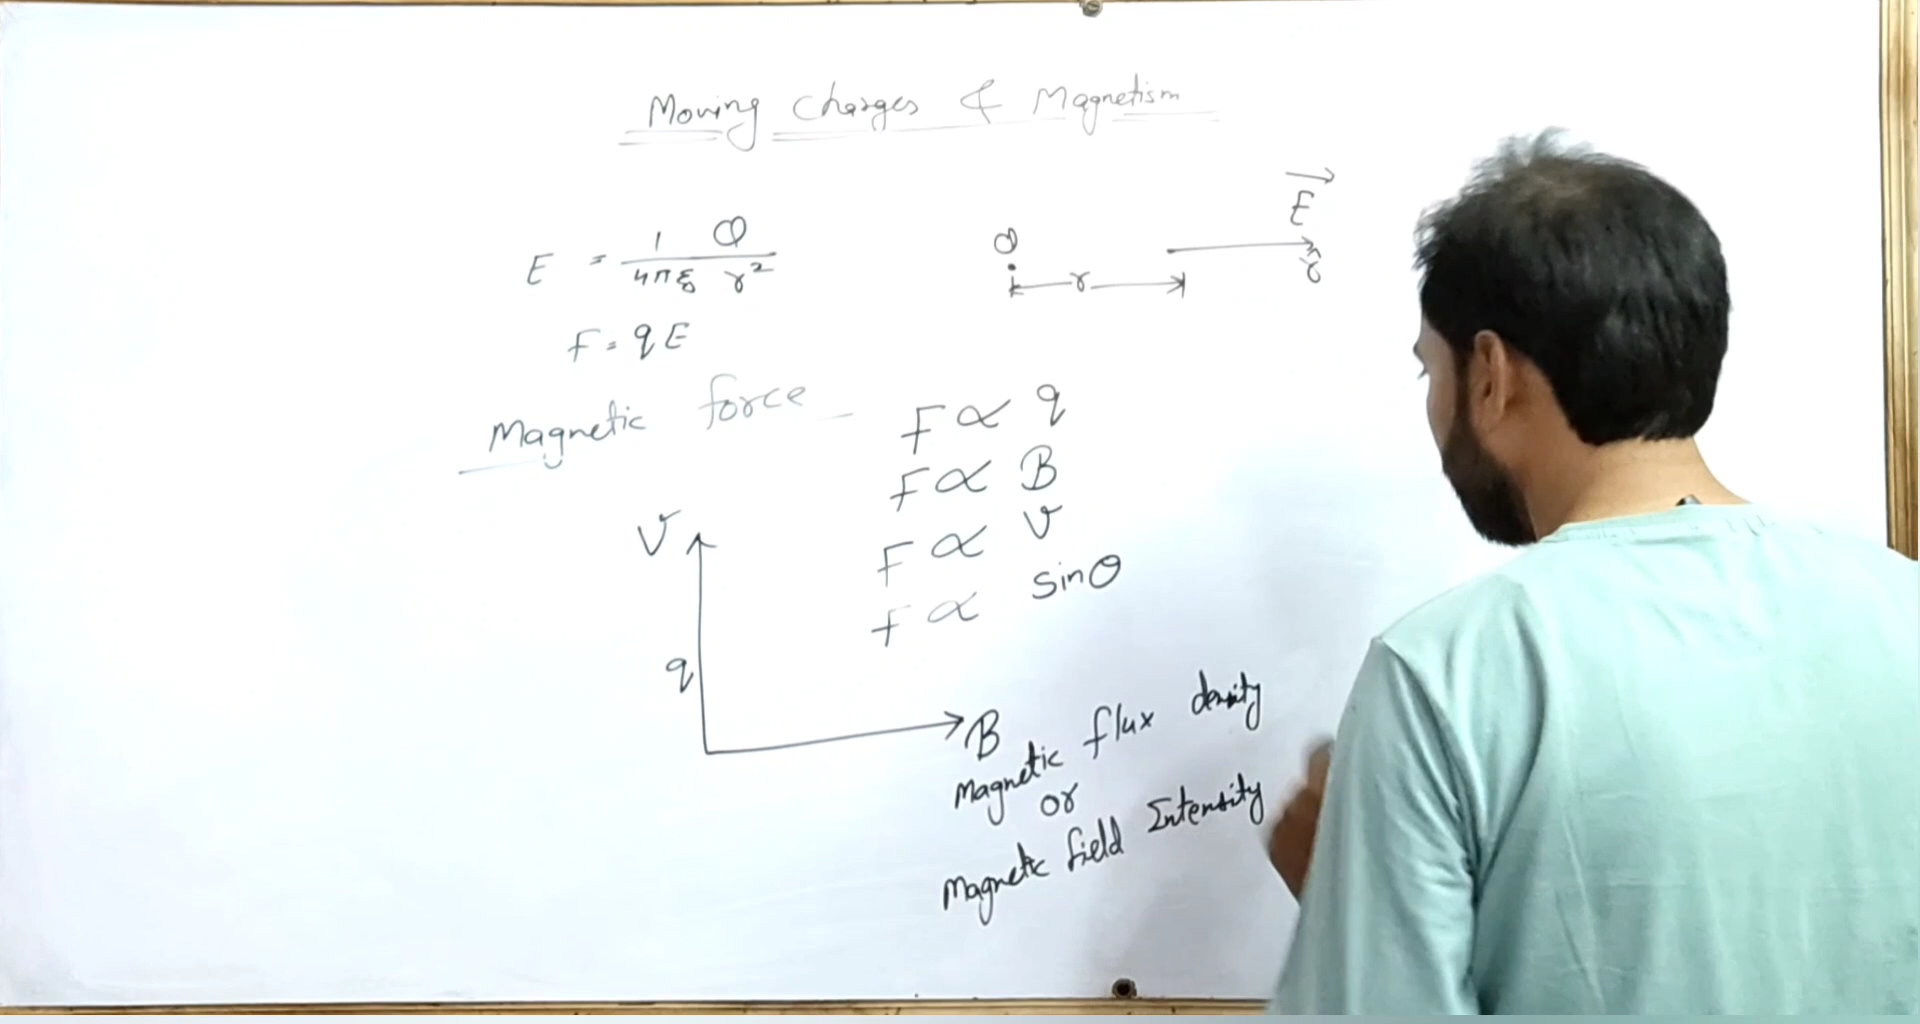 Moving Charges & Magnetism
E = 1/4πε₀ Q/r²
Q
r
E⃗
r̂
F = qE
Magnetic force
F ∝ q
F ∝ B
F ∝ v
F ∝ sinθ
v
q
B
Magnetic flux density
or
Magnetic field Intensity